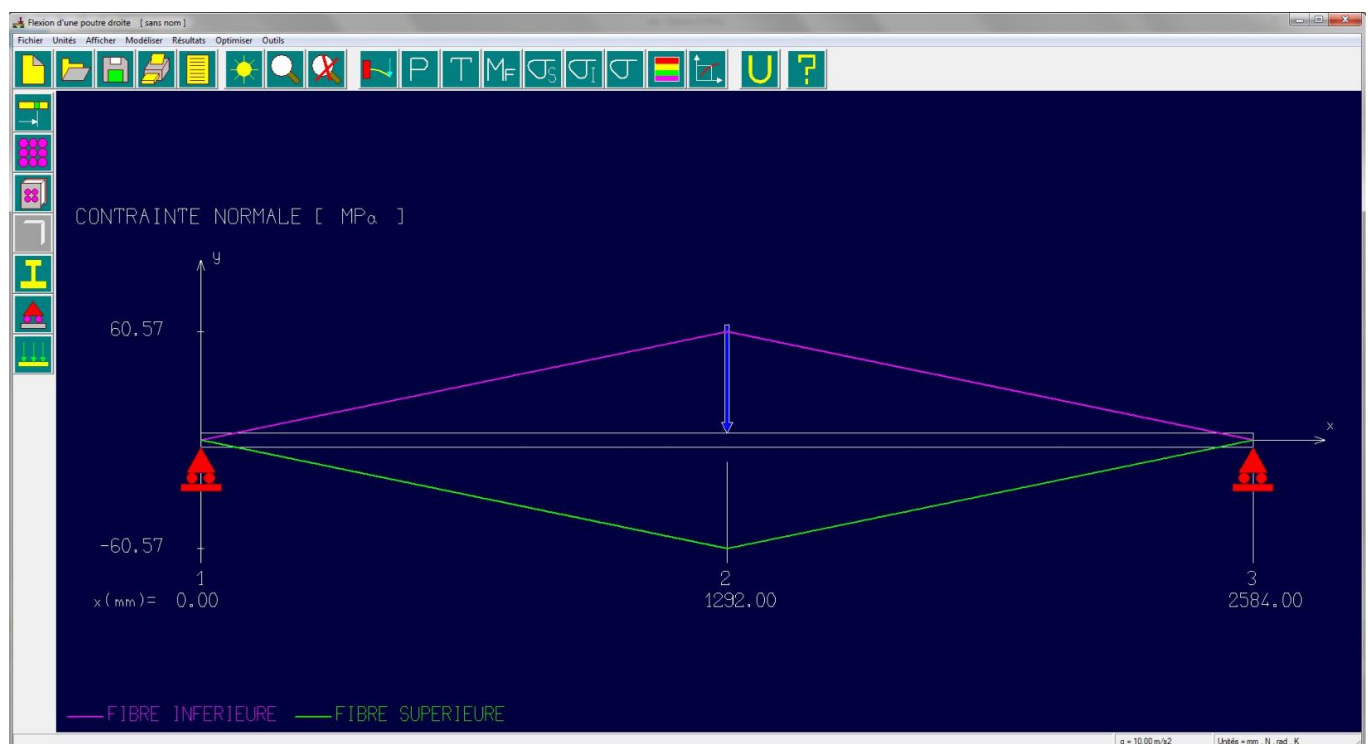 Flexion d'une poutre droite [ sans nom ]
Fichier Unités Afficher Modéliser Résultats Optimiser Outils
P T MF σS σI σ U ?
CONTRAINTE NORMALE [ MPa ]
y
60.57
x
-60.57
1 2 3
x(mm)= 0.00 1292.00 2584.00
FIBRE INFERIEURE FIBRE SUPERIEURE
g = 10.00 m/s2 Unités = mm . N . rad . K